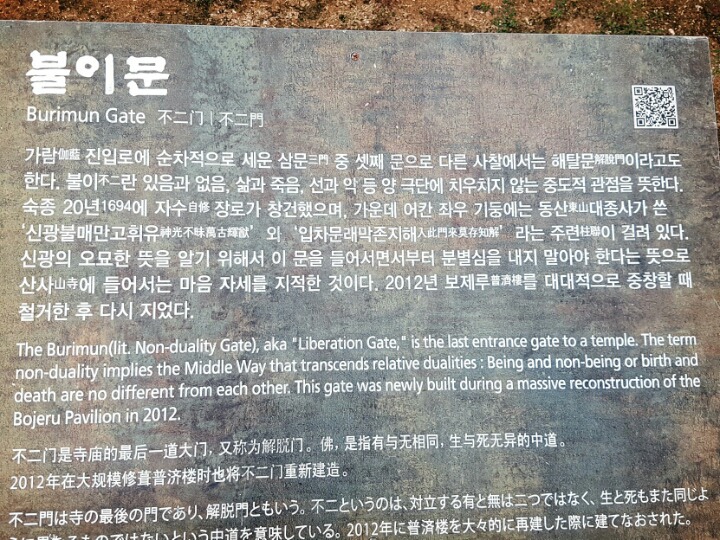 불이문
Burimun Gate 不二门 | 不二門
가람伽藍 진입로에 순차적으로 세운 삼문三門 중 셋째 문으로 다른 사찰에서는 해탈문解脫門이라고도
한다. 불이不二란 있음과 없음, 삶과 죽음, 선과 악 등 양 극단에 치우치지 않는 중도적 관점을 뜻한다.
숙종 20년1694에 자수自修 장로가 창건했으며, 가운데 어칸 좌우 기둥에는 동산東山대종사가 쓴
‘신광불매만고휘유神光不昧萬古輝猷’ 와 ‘입차문래막존지해入此門來莫存知解’ 라는 주련柱聯이 걸려 있다.
신광의 오묘한 뜻을 알기 위해서 이 문을 들어서면서부터 분별심을 내지 말아야 한다는 뜻으로
산사山寺에 들어서는 마음 자세를 지적한 것이다. 2012년 보제루普濟樓를 대대적으로 중창할 때
철거한 후 다시 지었다.
The Burimun(lit. Non-duality Gate), aka "Liberation Gate," is the last entrance gate to a temple. The term
non-duality implies the Middle Way that transcends relative dualities : Being and non-being or birth and
death are no different from each other. This gate was newly built during a massive reconstruction of the
Bojeru Pavilion in 2012.
不二门是寺庙的最后一道大门，又称为解脱门。佛，是指有与无相同，生与死无异的中道。
2012年在大规模修葺普济楼时也将不二门重新建造。
不二門は寺の最後の門であり、解脱門ともいう。不二というのは、対立する有と無は二つではなく、生と死もまた同じよ
うに異なるものではないという中道を意味している。2012年に普済楼を大々的に再建した際に建てなおされた。